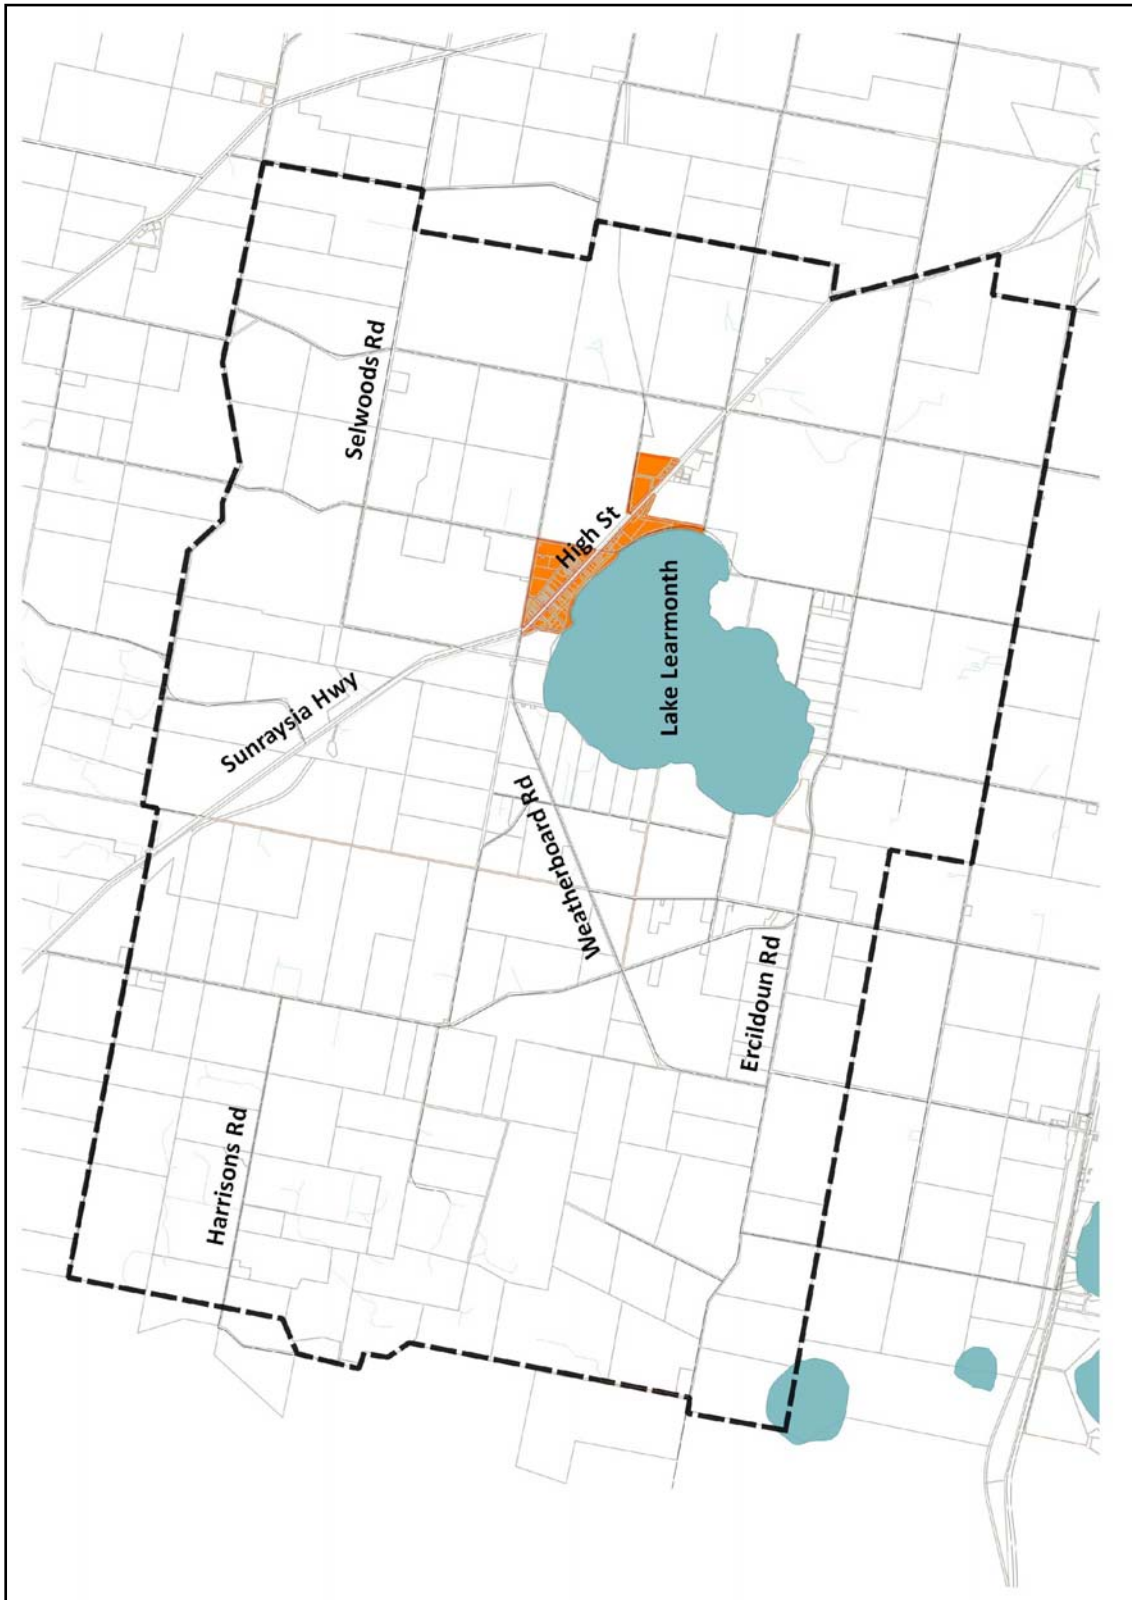 Selwoods Rd
High St
Lake Learmonth
Sunraysia Hwy
Weatherboard Rd
Ercildoun Rd
Harrisons Rd